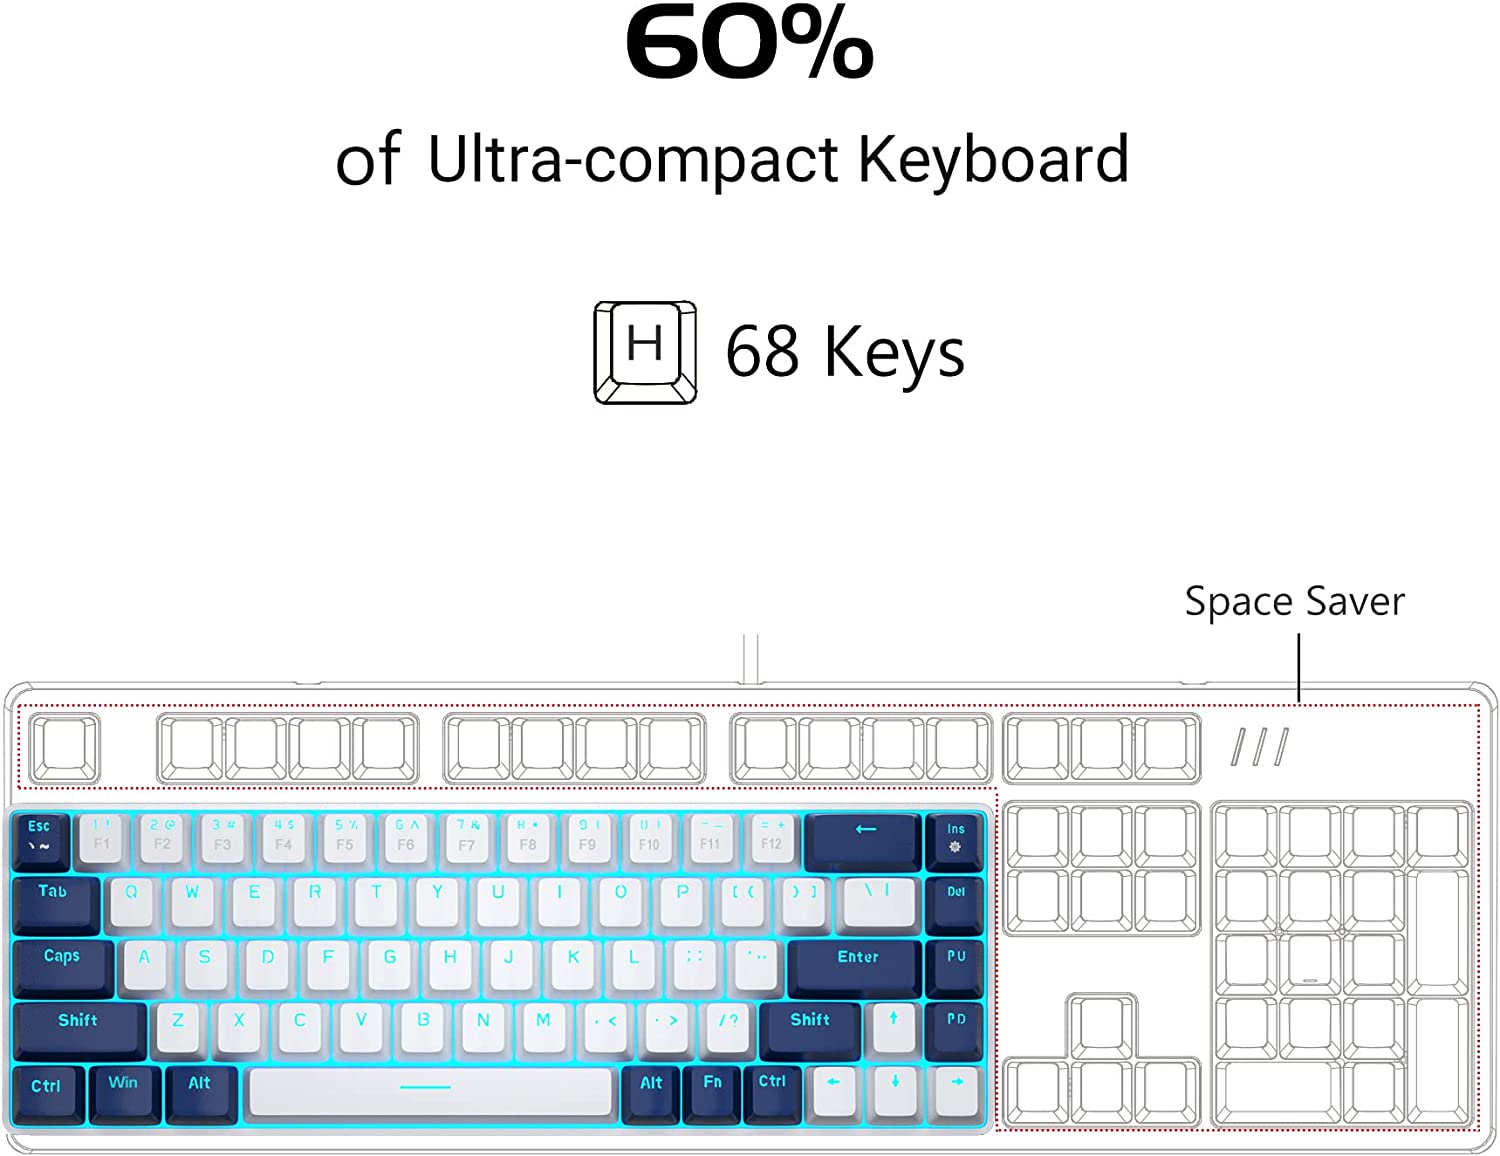 60%
of Ultra-compact Keyboard
H 68 Keys
Space Saver
Esc ! 2 @ 3 # 4 $ 5 % 6 ^ 7 & 8 * 9 ( 0 ) - _ = + ← Ins
` ~ F1 F2 F3 F4 F5 F6 F7 F8 F9 F10 F11 F12
Tab Q W E R T Y U I O P [ { } ] \ | Del
Caps A S D F G H J K L ; : ' " Enter PU
Shift Z X C V B N M , < . > / ? Shift ↑ PD
Ctrl Win Alt Alt Fn Ctrl ← ↓ →